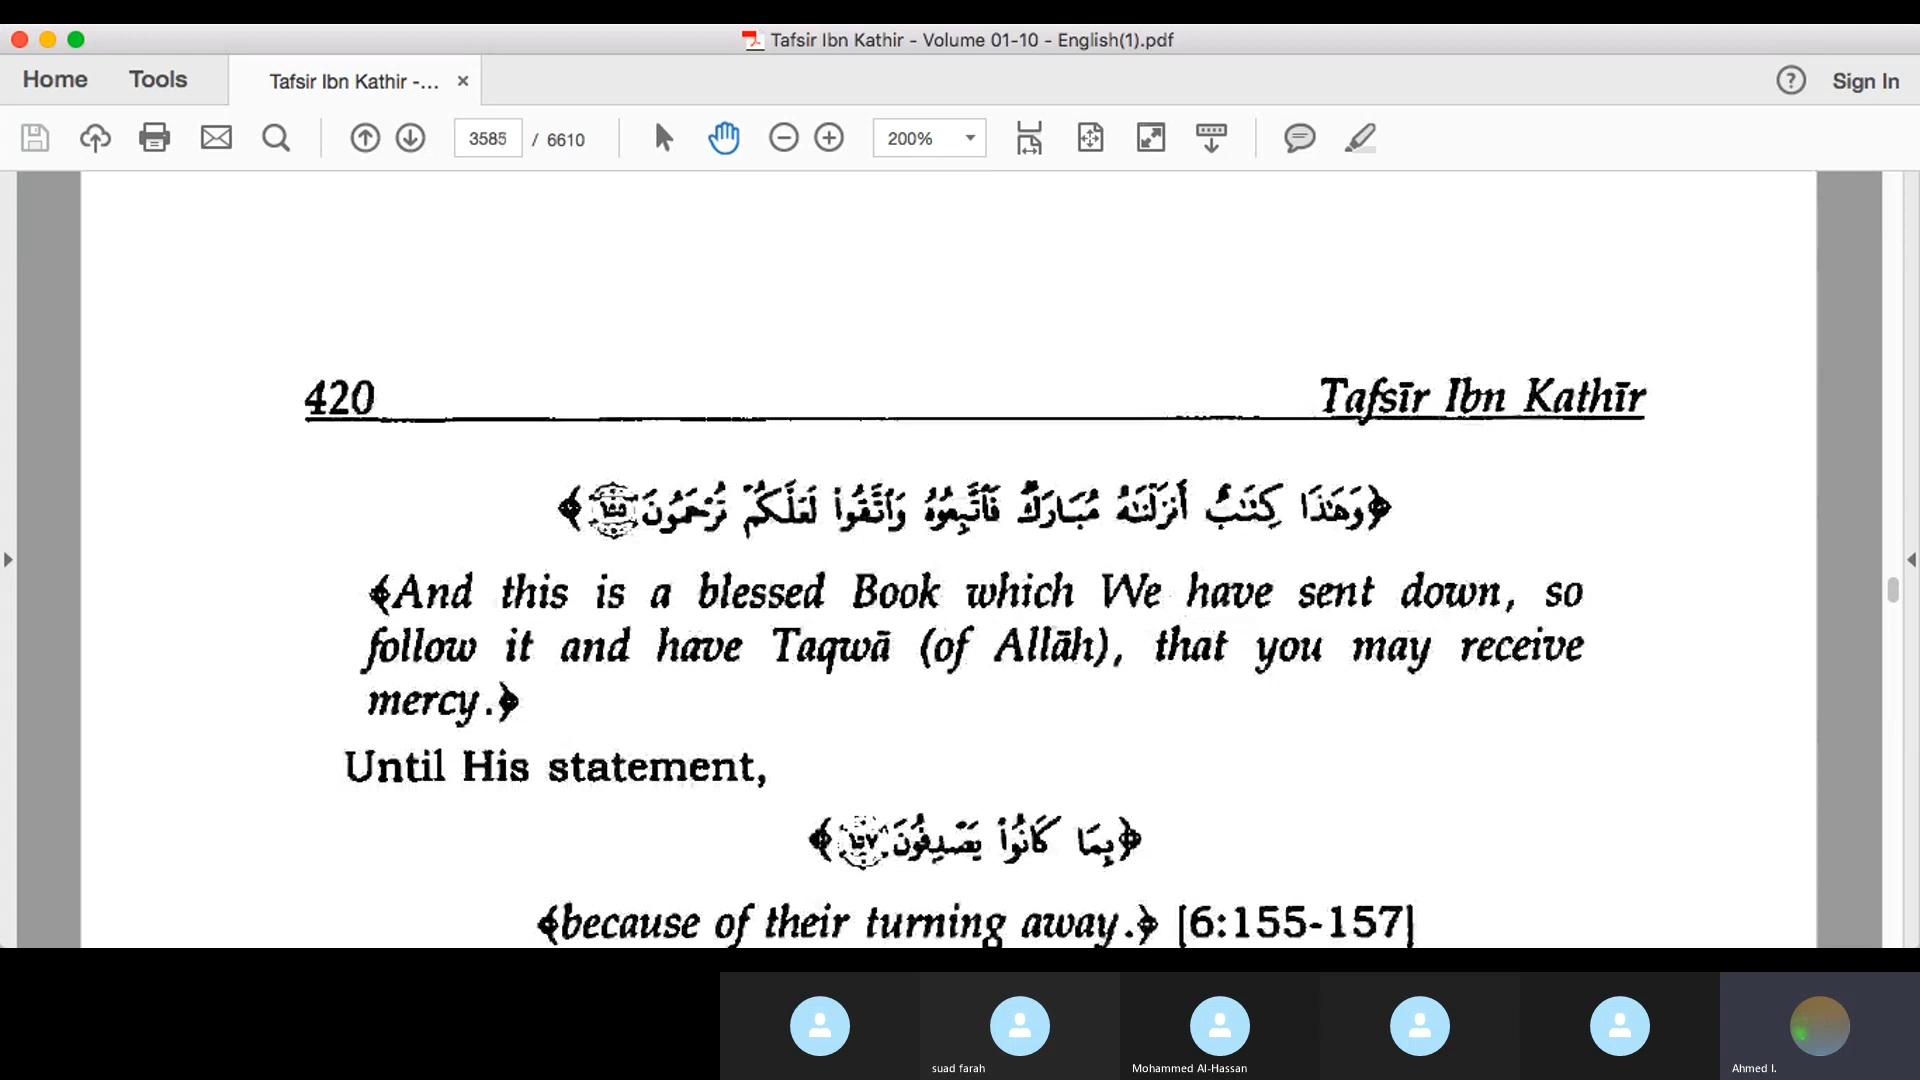 Tafsir Ibn Kathir - Volume 01-10 - English(1).pdf
Home Tools Tafsir Ibn Kathir -... × ? Sign In
3585 / 6610 200%
420 Tafsīr Ibn Kathīr
﴿وَهَٰذَا كِتَٰبٌ أَنزَلْنَٰهُ مُبَارَكٌ فَٱتَّبِعُوهُ وَٱتَّقُوا۟ لَعَلَّكُمْ تُرْحَمُونَ ١٥٥﴾
﴾And this is a blessed Book which We have sent down, so
follow it and have Taqwā (of Allāh), that you may receive
mercy.﴿
Until His statement,
﴿بِمَا كَانُوا۟ يَصْدِفُونَ ١٥٧﴾
﴾because of their turning away.﴿ [6:155-157]
suad farah Mohammed Al-Hassan Ahmed I.